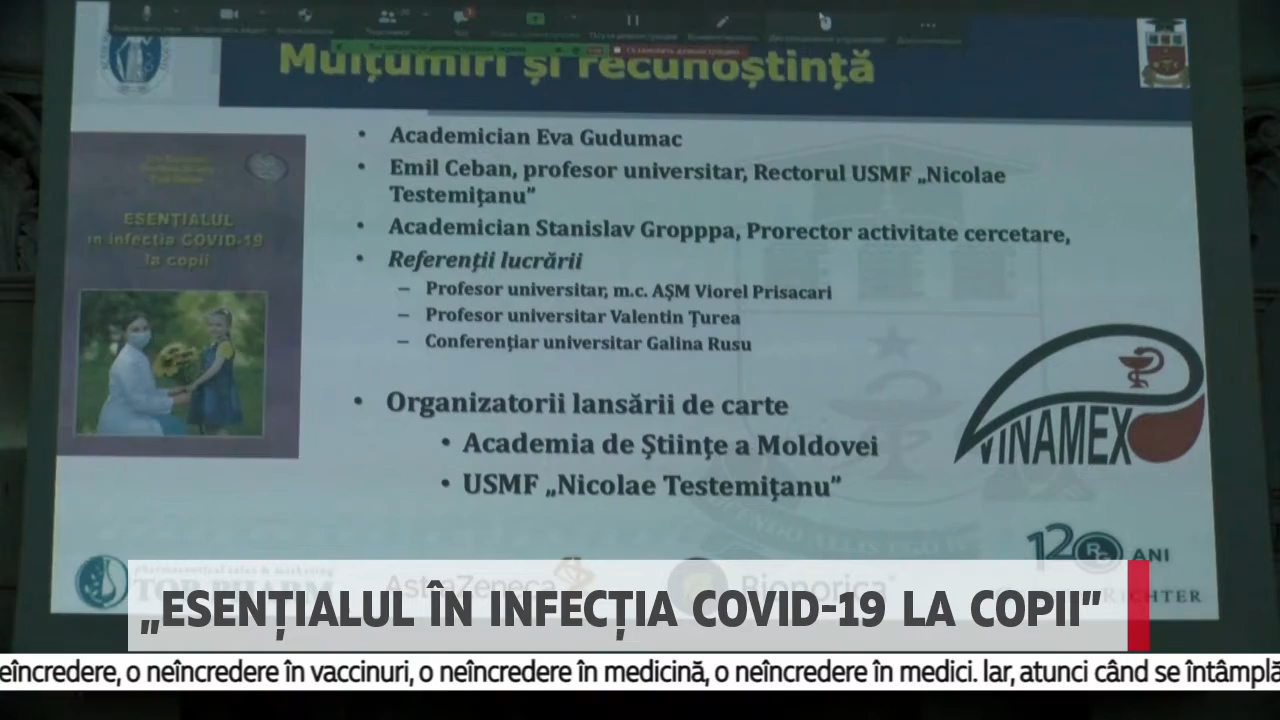 Mulțumiri și recunoștință
ESENȚIALUL
în infecția COVID-19
la copii
• Academician Eva Gudumac
• Emil Ceban, profesor universitar, Rectorul USMF „Nicolae
Testemițanu”
• Academician Stanislav Gropppa, Prorector activitate cercetare,
• Referenții lucrării
– Profesor universitar, m.c. AȘM Viorel Prisacari
– Profesor universitar Valentin Țurea
– Conferențiar universitar Galina Rusu
• Organizatorii lansării de carte
• Academia de Științe a Moldovei
• USMF „Nicolae Testemițanu”
VINAMEX
120 ANI
TOP PHARM
AstraZeneca
Bionorica
„ESENȚIALUL ÎN INFECȚIA COVID-19 LA COPII”
eîncredere, o neîncredere în vaccinuri, o neîncredere în medicină, o neîncredere în medici. Iar, atunci când se întâmplă